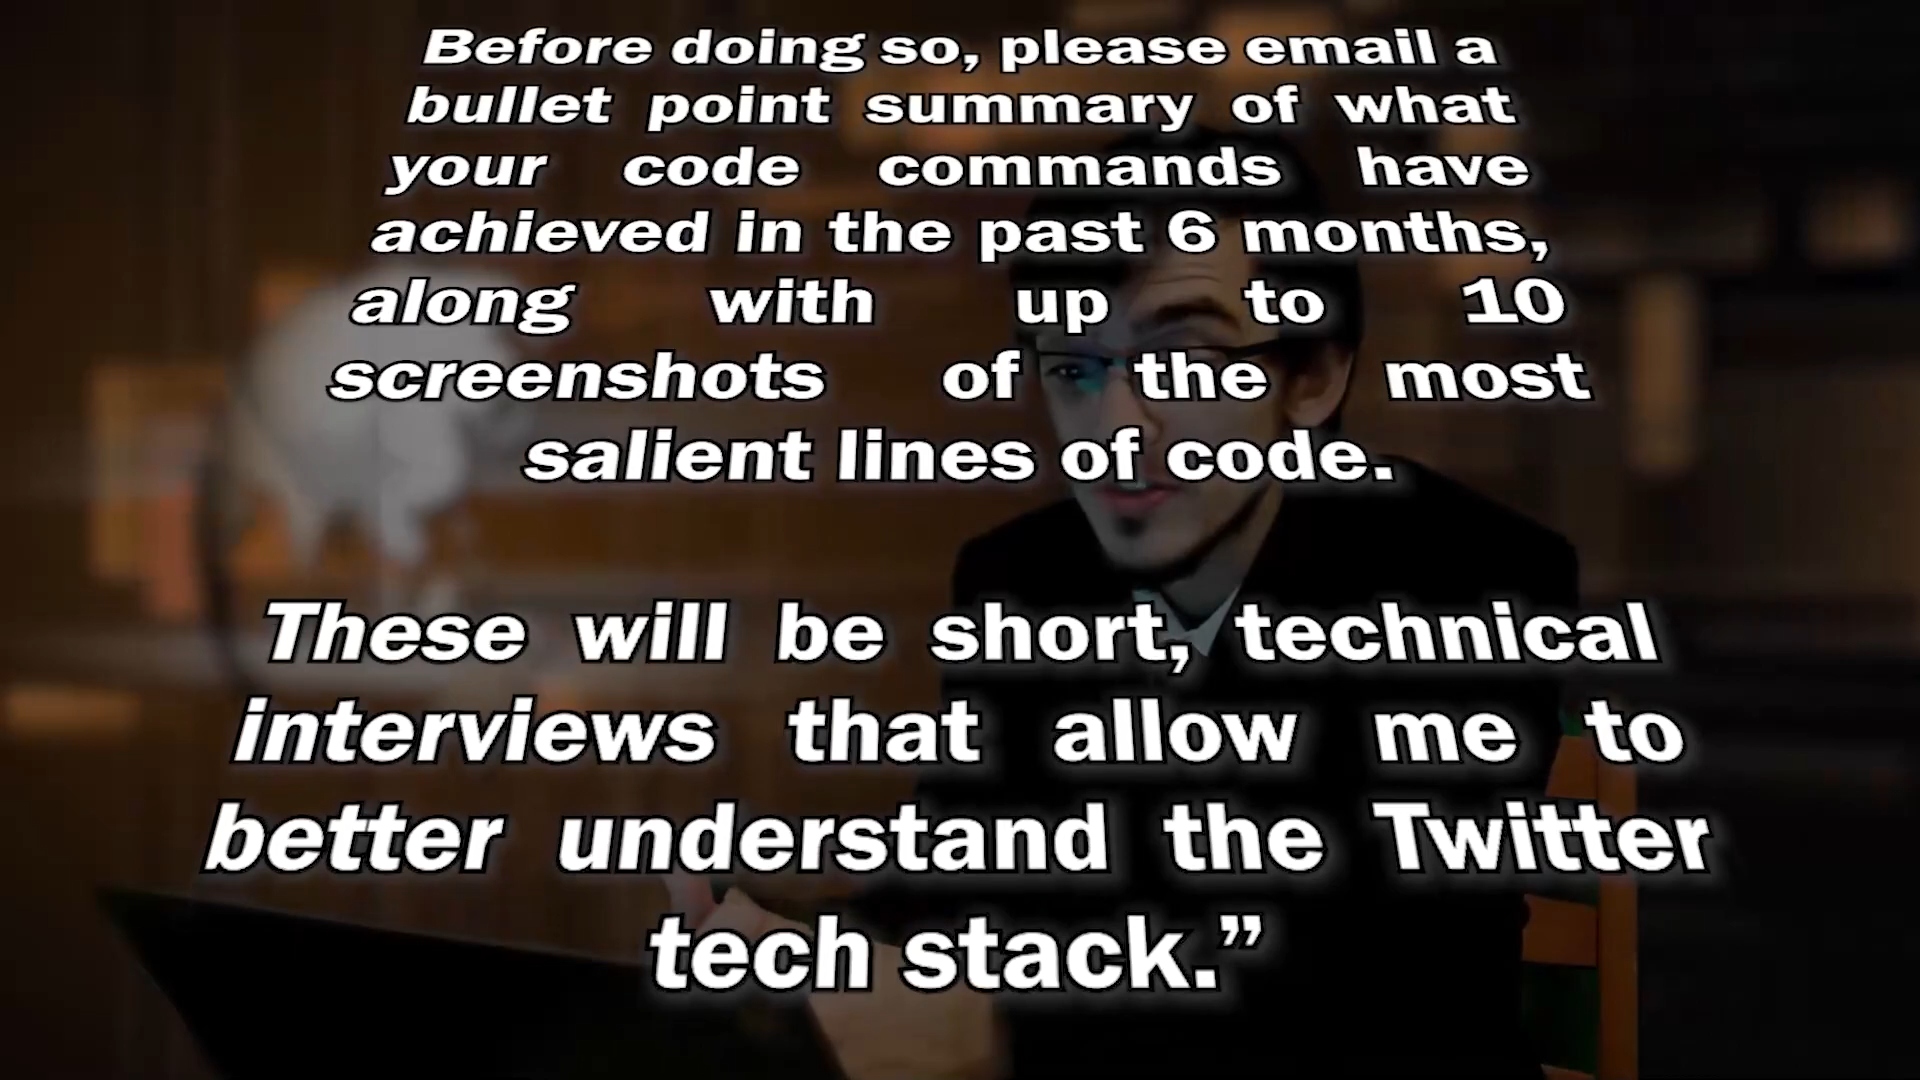 Before doing so, please email a
bullet point summary of what
your code commands have
achieved in the past 6 months,
along with up to 10
screenshots of the most
salient lines of code.
These will be short, technical
interviews that allow me to
better understand the Twitter
tech stack.”